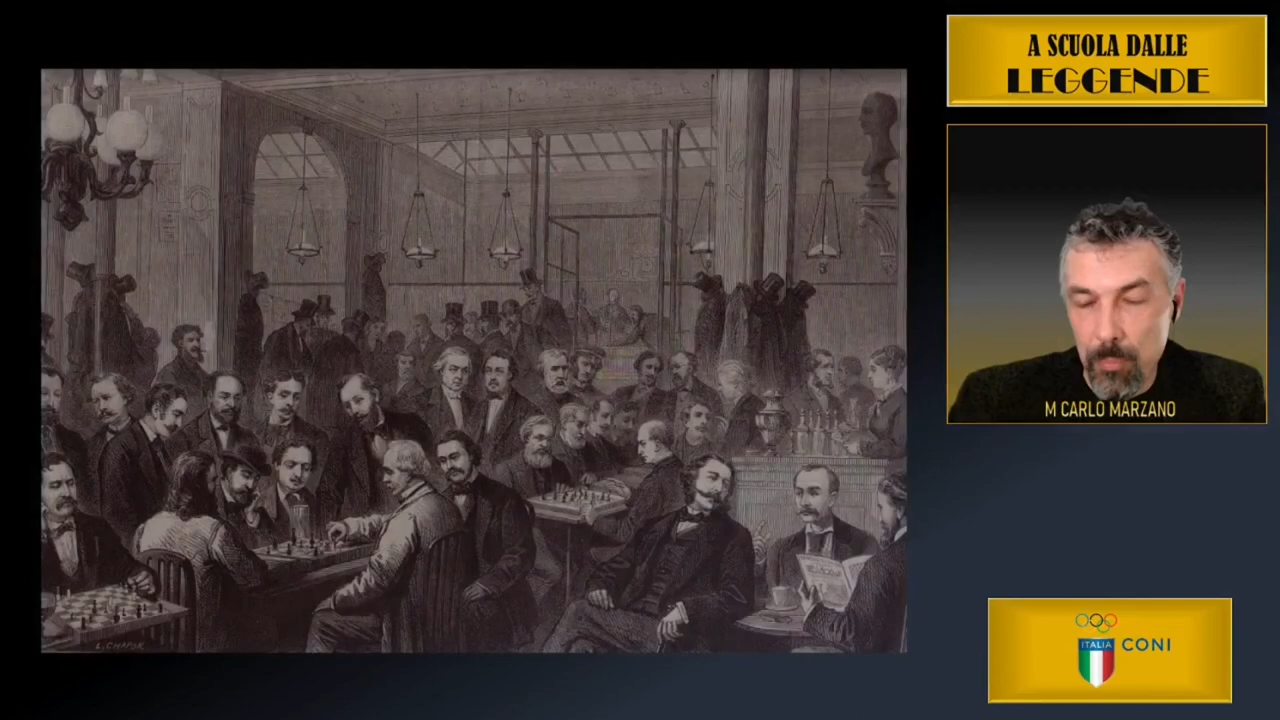 A SCUOLA DALLE
LEGGENDE
M CARLO MARZANO
ITALIA
CONI